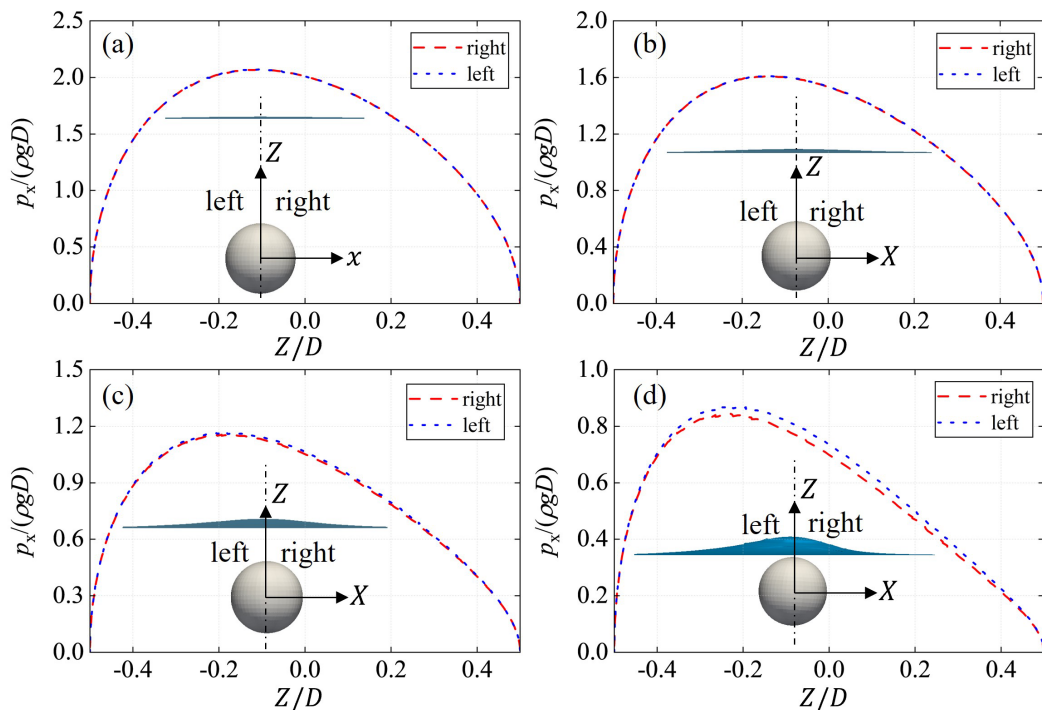 (a)
2.5
2.0
1.5
1.0
0.5
0.0
pₓ/(ρgD)
right
left
Z
left right
x
-0.4 -0.2 0.0 0.2 0.4
Z/D
(b)
2.0
1.6
1.2
0.8
0.4
0.0
pₓ/(ρgD)
right
left
Z
left right
X
-0.4 -0.2 0.0 0.2 0.4
Z/D
(c)
1.5
1.2
0.9
0.6
0.3
0.0
pₓ/(ρgD)
right
left
Z
left right
X
-0.4 -0.2 0.0 0.2 0.4
Z/D
(d)
1.0
0.8
0.6
0.4
0.2
0.0
pₓ/(ρgD)
right
left
Z
left right
X
-0.4 -0.2 0.0 0.2 0.4
Z/D